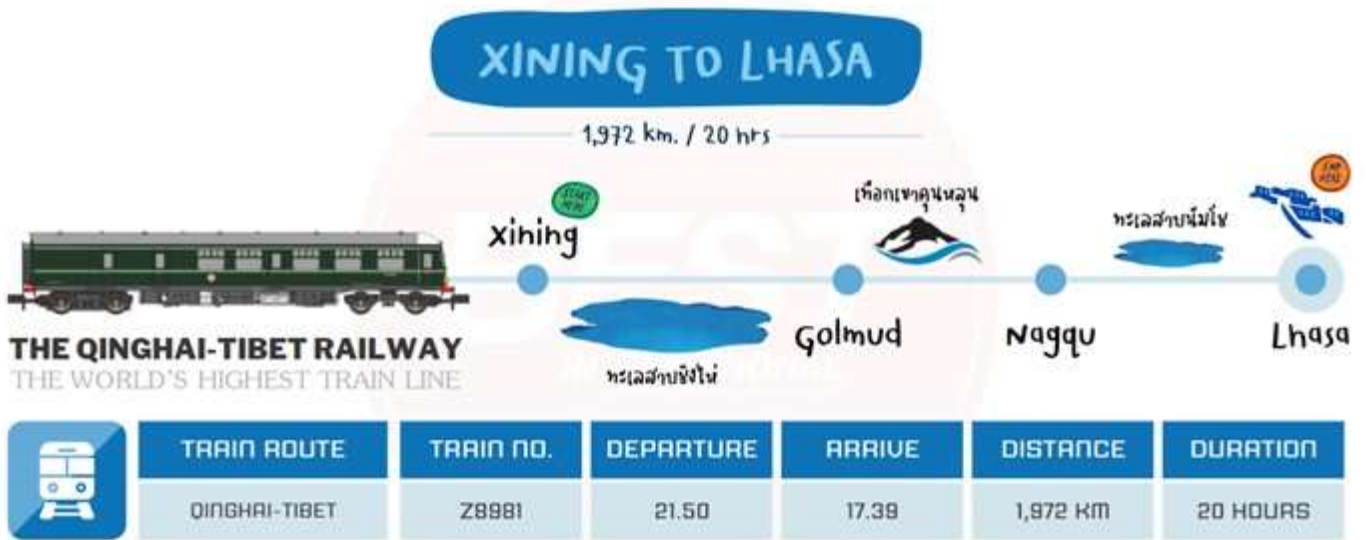 XINING TO LHASA
1,972 km. / 20 hrs
START HERE
xining
เทือกเขาคุนหลุน
ทะเลสาบนัมโซ
END HERE
Golmud
Nagqu
Lhasa
ทะเลสาบชิงไห่
THE QINGHAI-TIBET RAILWAY
THE WORLD'S HIGHEST TRAIN LINE
TRAIN ROUTE TRAIN NO. DEPARTURE ARRIVE DISTANCE DURATION
QINGHAI-TIBET Z8981 21.50 17.39 1,972 KM 20 HOURS